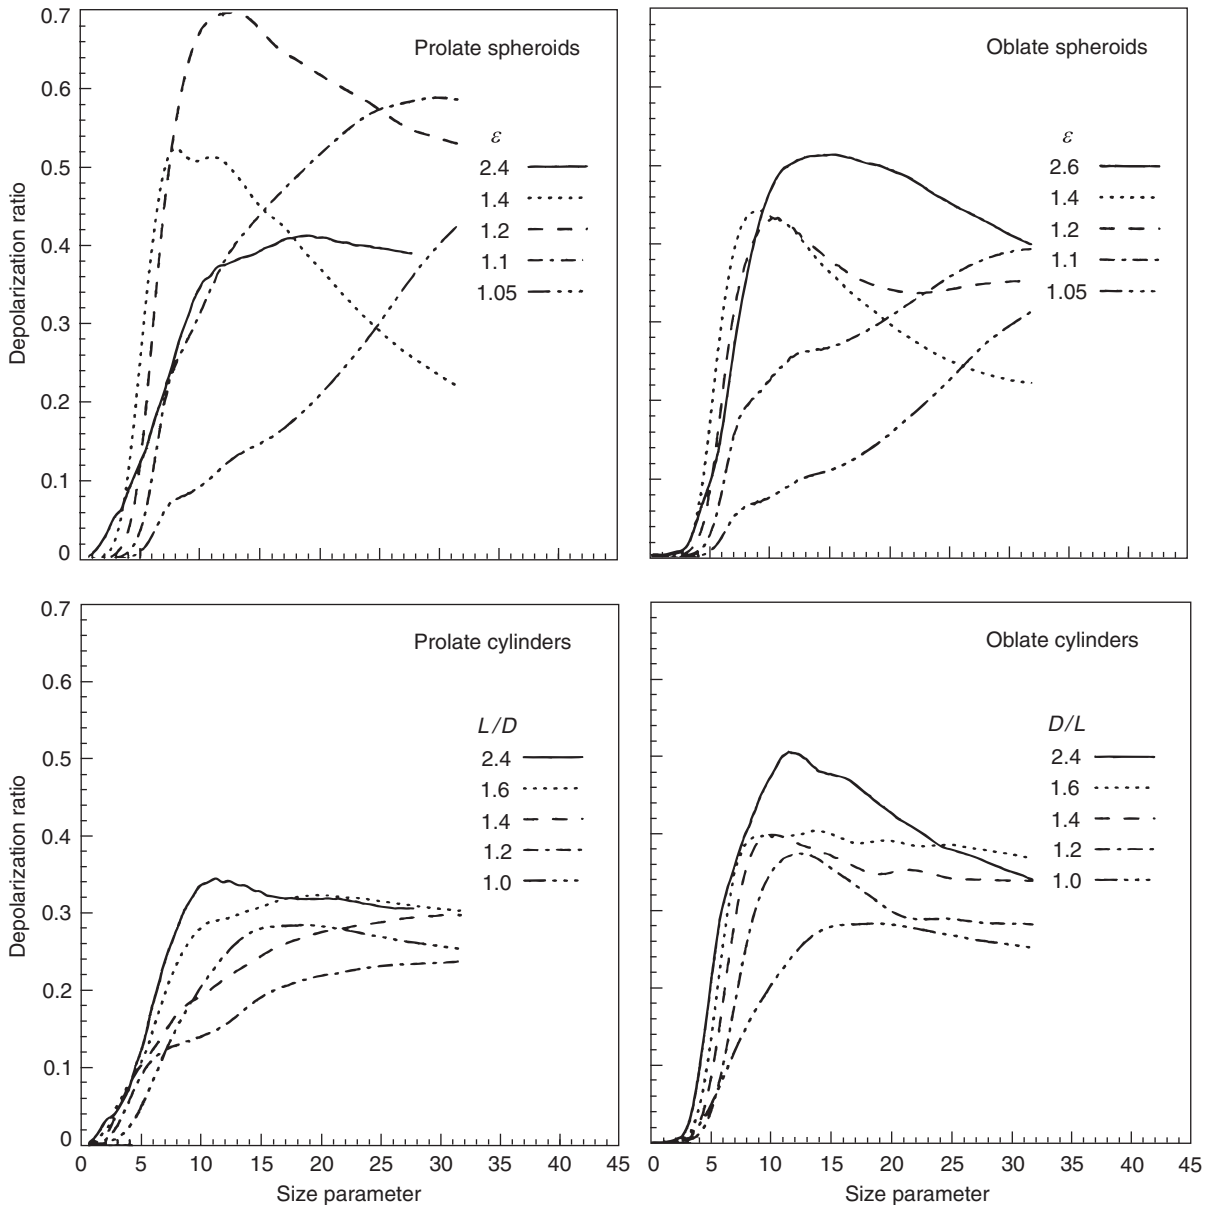 0.7
0.6
0.5
0.4
0.3
0.2
0.1
0
Depolarization ratio
Prolate spheroids
ε
2.4
1.4
1.2
1.1
1.05
Oblate spheroids
ε
2.6
1.4
1.2
1.1
1.05
0.7
0.6
0.5
0.4
0.3
0.2
0.1
0
Depolarization ratio
Prolate cylinders
L/D
2.4
1.6
1.4
1.2
1.0
0 5 10 15 20 25 30 35 40 45
Size parameter
Oblate cylinders
D/L
2.4
1.6
1.4
1.2
1.0
0 5 10 15 20 25 30 35 40 45
Size parameter